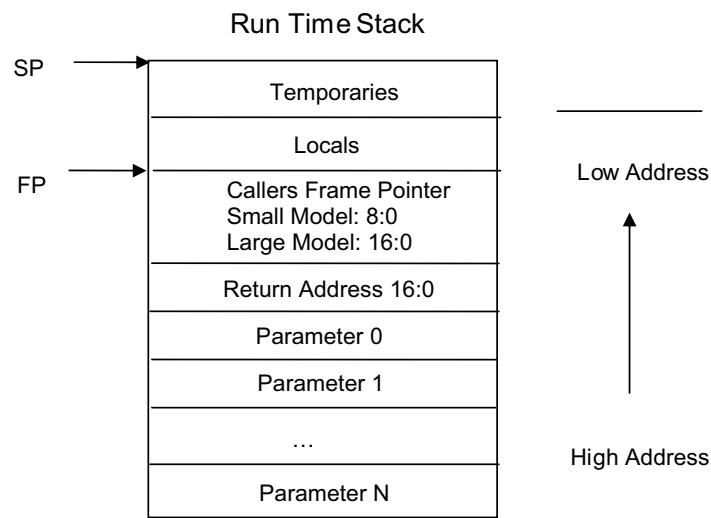 Run Time Stack
SP
Temporaries
Locals
FP
Low Address
Callers Frame Pointer
Small Model: 8:0
Large Model: 16:0
Return Address 16:0
Parameter 0
Parameter 1
...
High Address
Parameter N